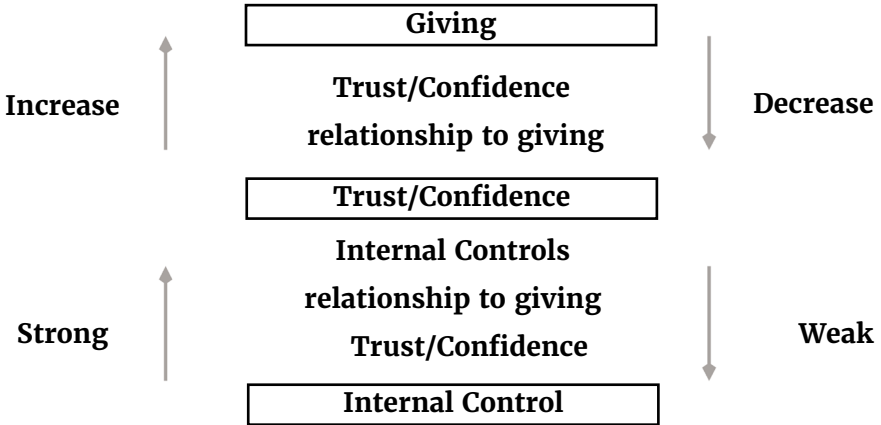 Giving
Increase
Trust/Confidence
relationship to giving
Decrease
Trust/Confidence
Internal Controls
relationship to giving
Trust/Confidence
Strong
Weak
Internal Control